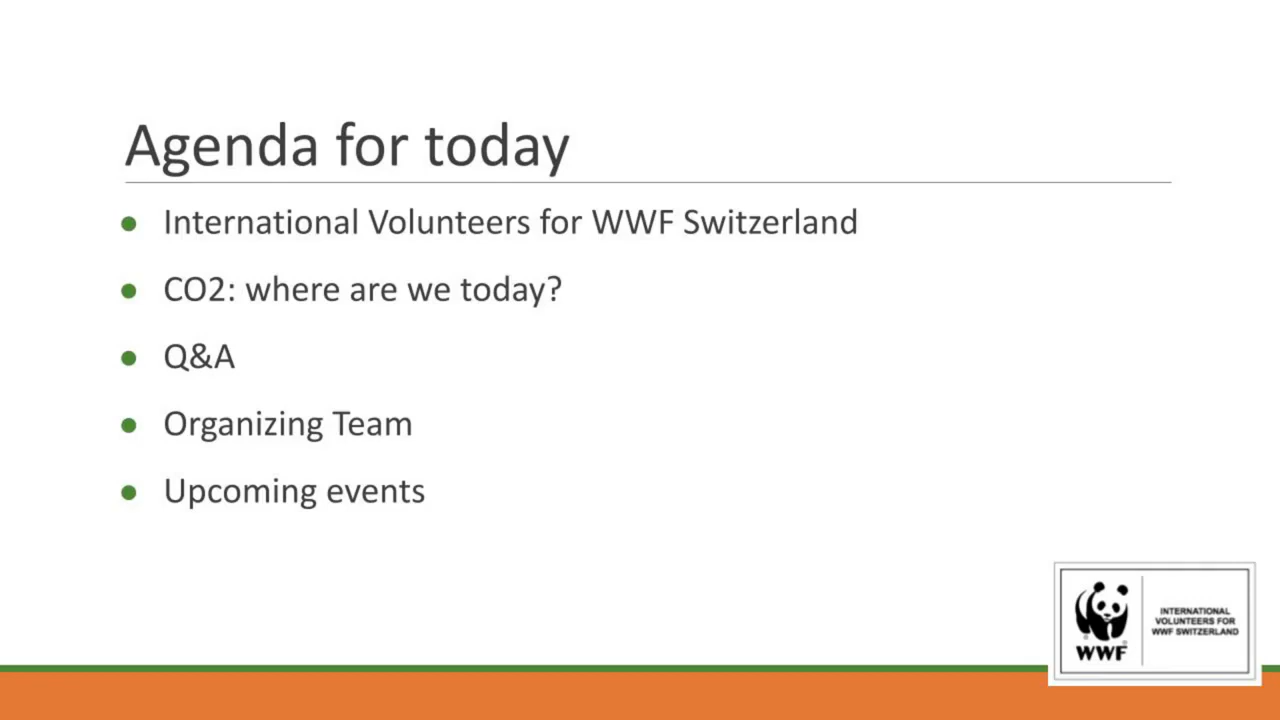 Agenda for today
International Volunteers for WWF Switzerland
CO2: where are we today?
Q&A
Organizing Team
Upcoming events
WWF
INTERNATIONAL
VOLUNTEERS FOR
WWF SWITZERLAND